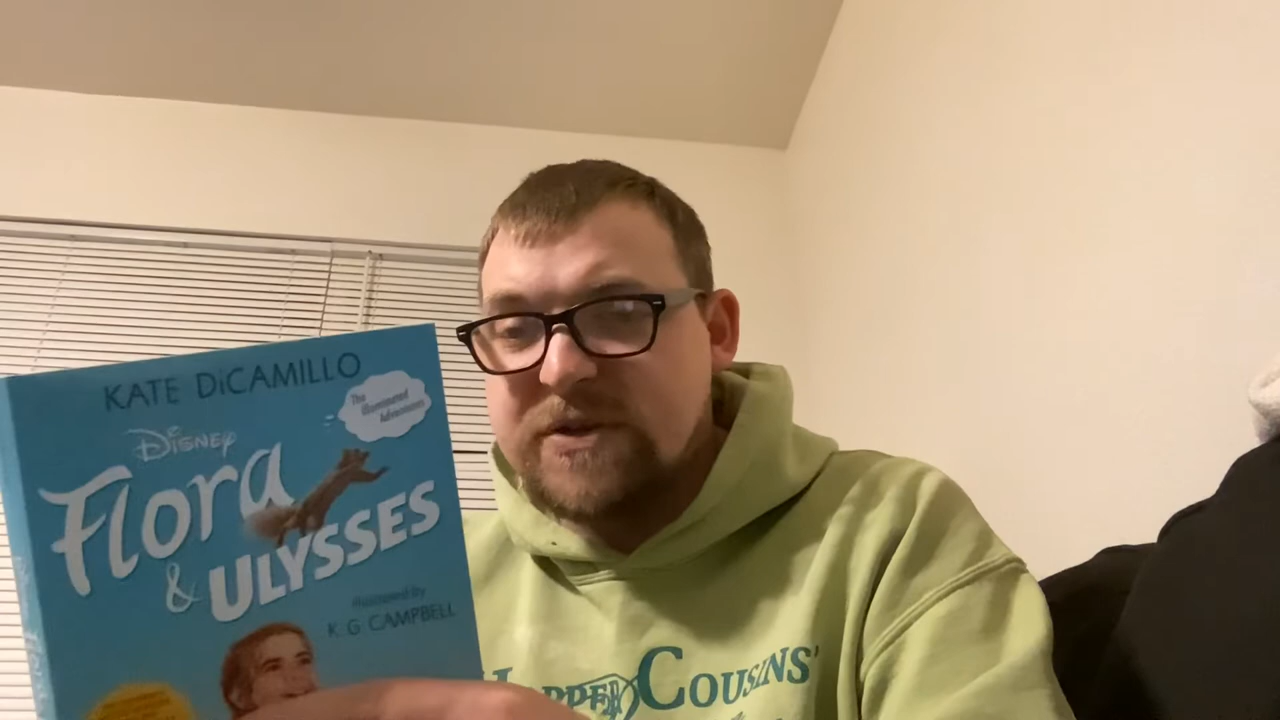 KATE DiCAMILLO
The
Illuminated
Adventures
DISNEY
Flora
& ULYSSES
Illustrated by
K. G. CAMPBELL
COUSINS'